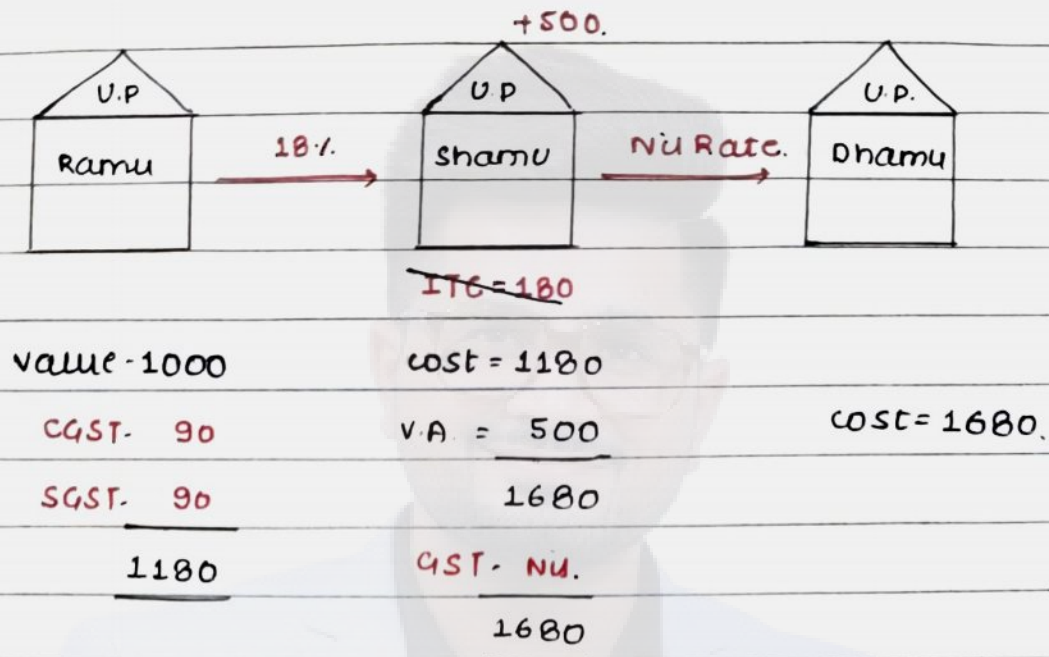 +500.
U.P U.P U.P.
Ramu 18%. Shamu Nil Rate. Dhamu
ITC = 180
value - 1000 cost = 1180
CGST - 90 V.A. = 500 cost = 1680.
SGST - 90 1680
1180 GST - Nil.
1680